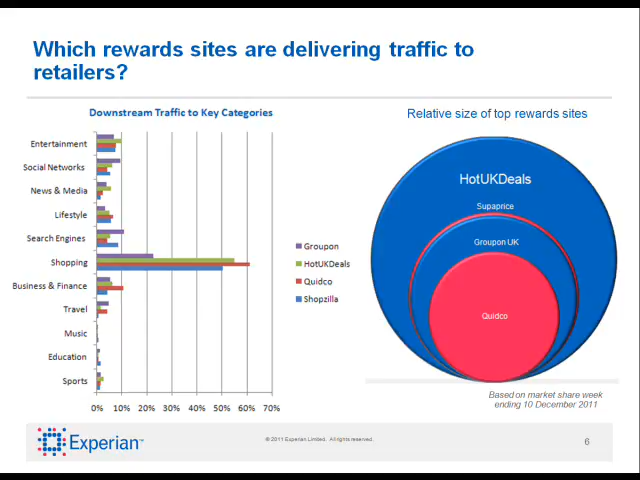 Which rewards sites are delivering traffic to
retailers?
Downstream Traffic to Key Categories
Entertainment
Social Networks
News & Media
Lifestyle
Search Engines
Shopping
Business & Finance
Travel
Music
Education
Sports
0% 10% 20% 30% 40% 50% 60% 70%
Groupon
HotUKDeals
Quidco
Shopzilla
Relative size of top rewards sites
HotUKDeals
Supaprice
Groupon UK
Quidco
Based on market share week
ending 10 December 2011
Experian™
© 2011 Experian Limited. All rights reserved.
6